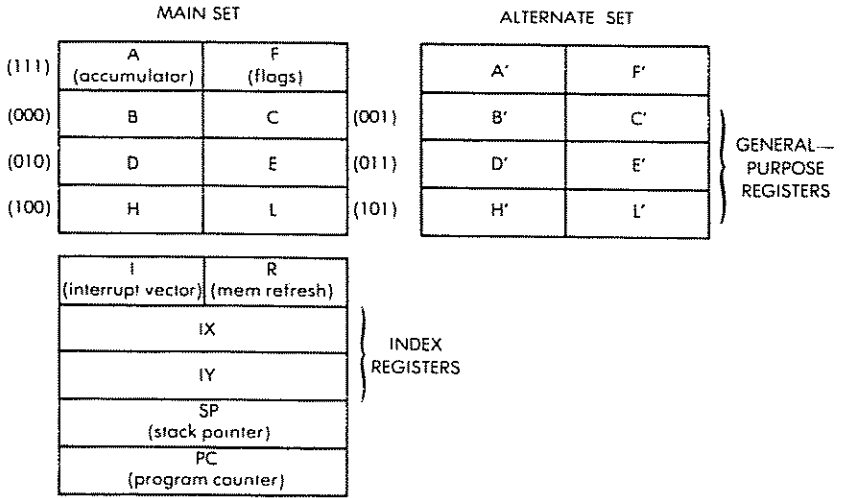 MAIN SET
ALTERNATE SET
(111)
A
(accumulator)
F
(flags)
A'
F'
(000)
B
C
(001)
B'
C'
(010)
D
E
(011)
D'
E'
(100)
H
L
(101)
H'
L'
GENERAL—
PURPOSE
REGISTERS
I
(interrupt vector)
R
(mem refresh)
IX
IY
INDEX
REGISTERS
SP
(stack pointer)
PC
(program counter)